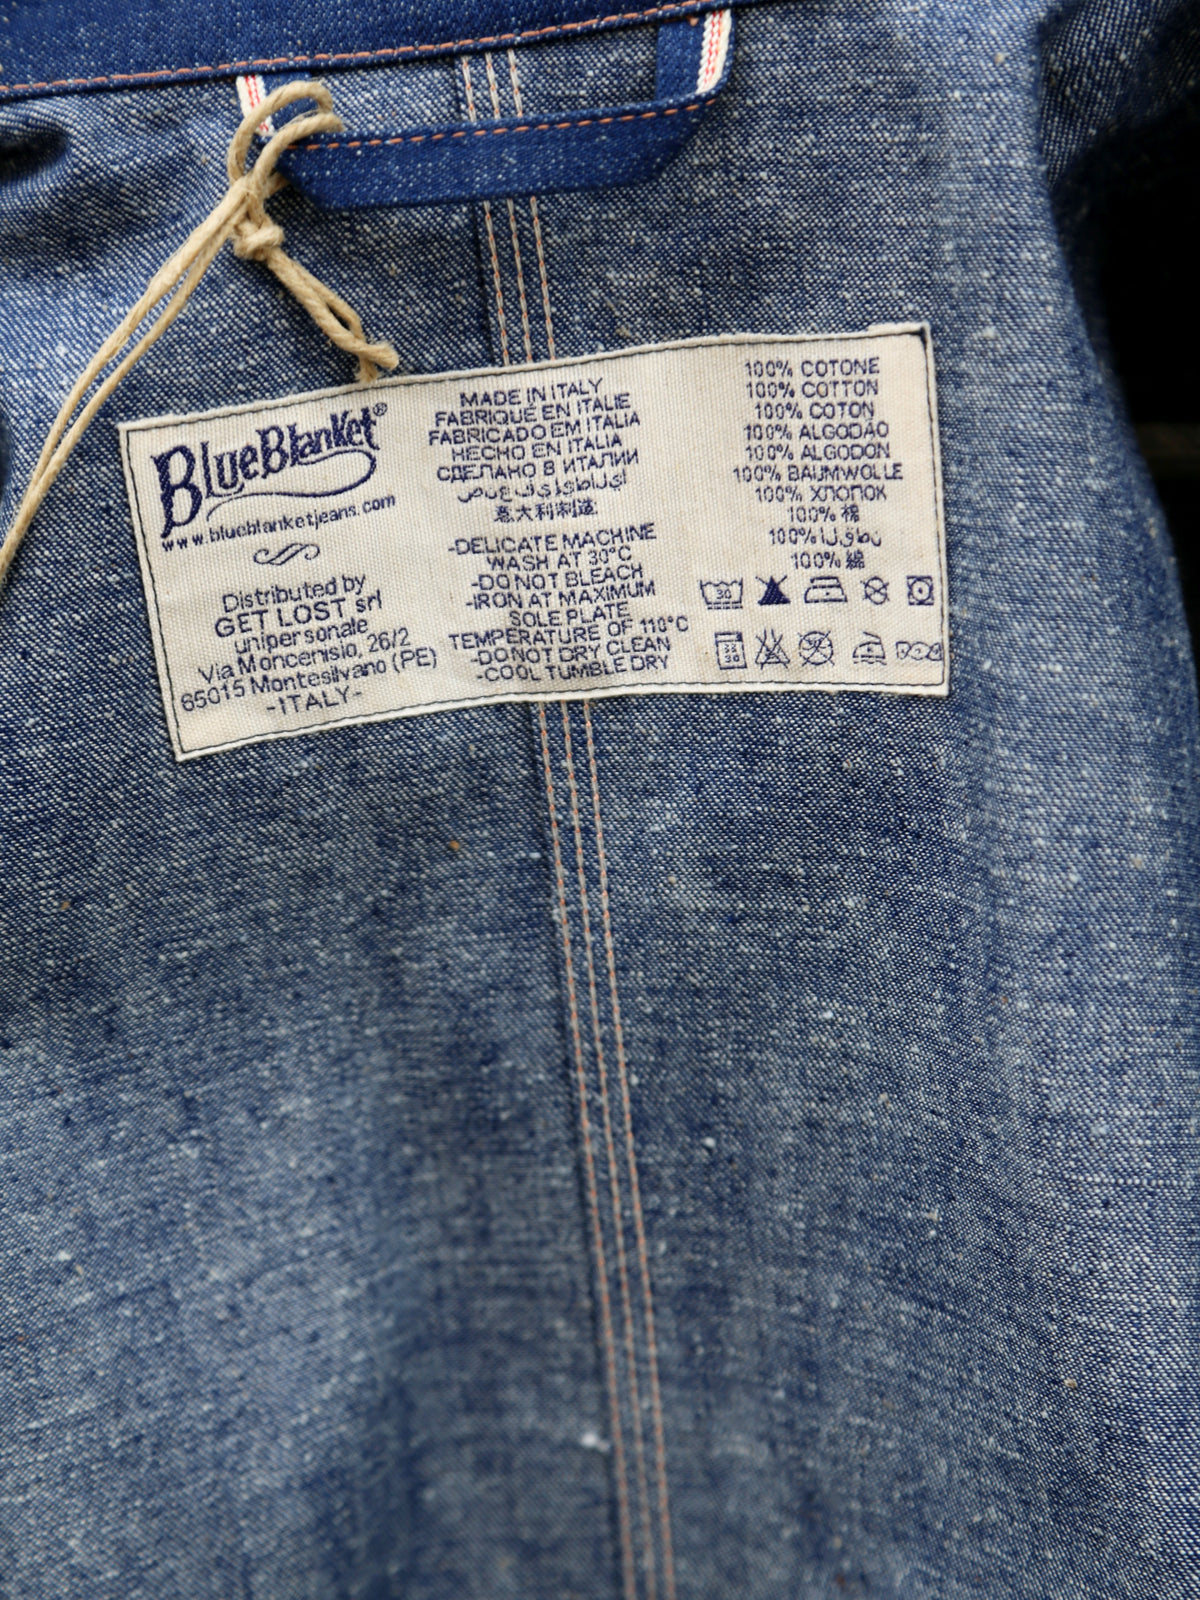 BlueBlanket®
www.blueblanketjeans.com
Distributed by
GET LOST srl
unipersonale
Via Moncenisio, 26/2
65015 Montesilvano (PE)
-ITALY-
MADE IN ITALY
FABRIQUÉ EN ITALIE
FABRICADO EM ITALIA
HECHO EN ITALIA
СДЕЛАНО В ИТАЛИИ
意大利制造
-DELICATE MACHINE
WASH AT 30°C
-DO NOT BLEACH
-IRON AT MAXIMUM
SOLE PLATE
TEMPERATURE OF 110°C
-DO NOT DRY CLEAN
-COOL TUMBLE DRY
100% COTONE
100% COTTON
100% COTON
100% ALGODÃO
100% ALGODON
100% BAUMWOLLE
100% ХЛОПОК
100% 棉
100%
100% 綿
30
30